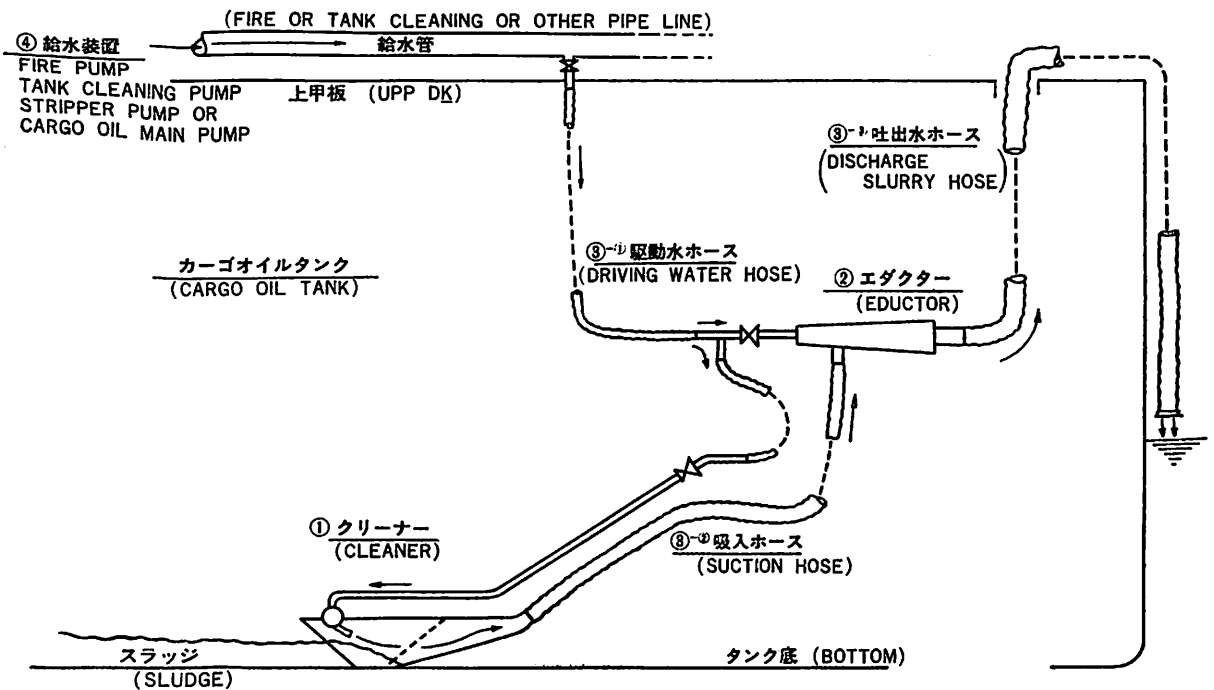 (FIRE OR TANK CLEANING OR OTHER PIPE LINE)
④ 給水装置
給水管
FIRE PUMP
TANK CLEANING PUMP
STRIPPER PUMP OR
CARGO OIL MAIN PUMP
上甲板 (UPP DK)
③-3 吐出水ホース
(DISCHARGE
SLURRY HOSE)
③-(1) 駆動水ホース
(DRIVING WATER HOSE)
カーゴオイルタンク
(CARGO OIL TANK)
② エダクター
(EDUCTOR)
① クリーナー
(CLEANER)
③-② 吸入ホース
(SUCTION HOSE)
スラッジ
(SLUDGE)
タンク底 (BOTTOM)